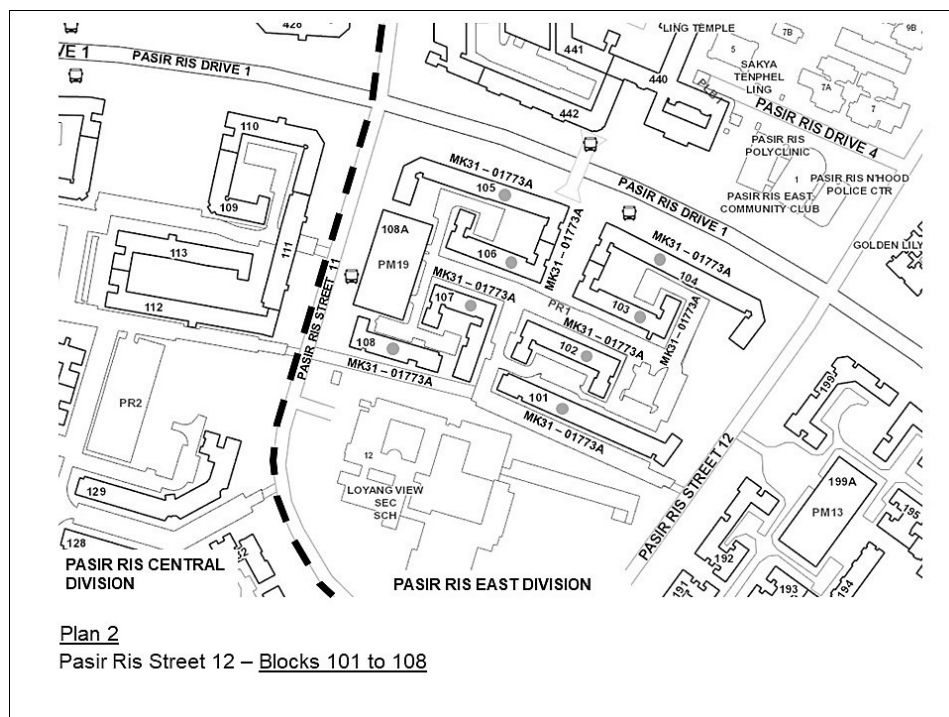 428
VE 1
PASIR RIS DRIVE 1
LING TEMPLE
441
440
442
5
7B
9B
SAKYA
TENPHEL
LING
7A
7
PASIR RIS DRIVE 4
PASIR RIS
POLYCLINIC
1
PASIR RIS N'HOOD
POLICE CTR
PASIR RIS EAST
COMMUNITY CLUB
GOLDEN LILY
110
109
111
113
112
MK31 – 01773A
105
108A
PM19
106
MK31 – 01773A
PASIR RIS DRIVE 1
MK31 – 01773A
104
MK31 – 01773A
107
PR1
103
MK31 – 01773A
MK31 – 01773A
108
102
MK31 – 01773A
101
MK31 – 01773A
PASIR RIS STREET 11
PR2
12
LOYANG VIEW
SEC
SCH
PASIR RIS STREET 12
199
199A
PM13
195
192
191
193
194
129
128
PASIR RIS CENTRAL
DIVISION
PASIR RIS EAST DIVISION
Plan 2
Pasir Ris Street 12 – Blocks 101 to 108